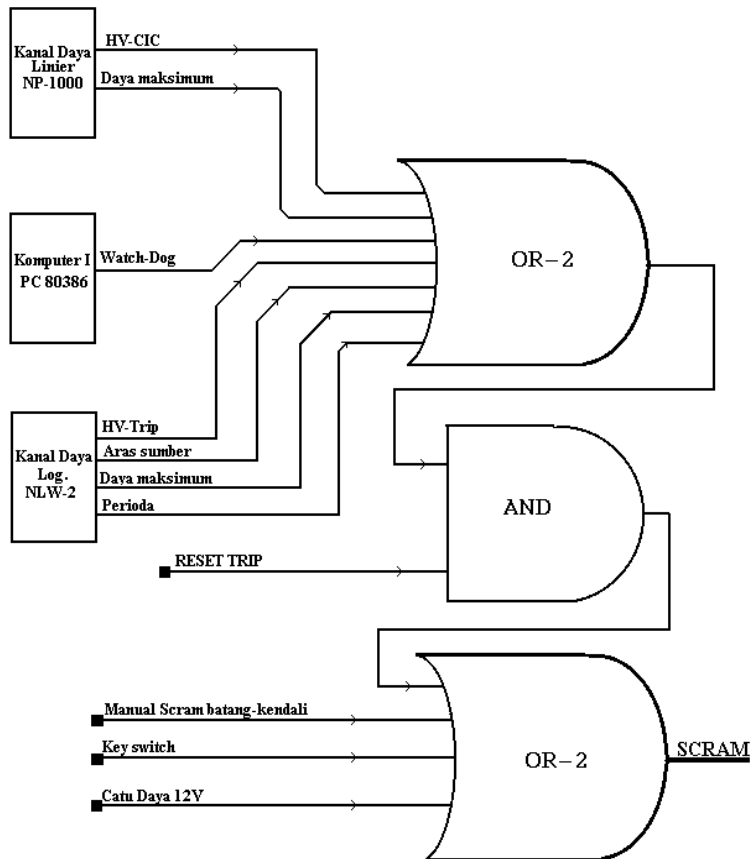 Kanal Daya
Linier
NP-1000
HV-CIC
Daya maksimum
OR-2
Komputer I
PC 80386
Watch-Dog
Kanal Daya
Log.
NLW-2
HV-Trip
Aras sumber
Daya maksimum
Perioda
AND
RESET TRIP
Manual Scram batang-kendali
Key switch
Catu Daya 12V
OR-2
SCRAM